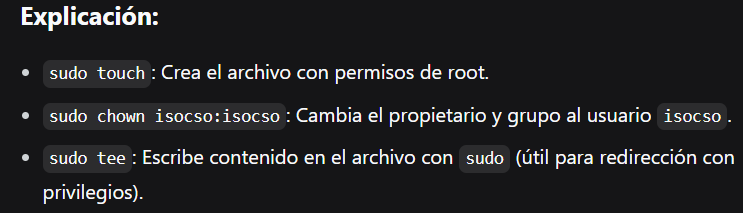 Explicación:
sudo touch: Crea el archivo con permisos de root.
sudo chown isocso:isocso: Cambia el propietario y grupo al usuario isocso.
sudo tee: Escribe contenido en el archivo con sudo (útil para redirección con
privilegios).